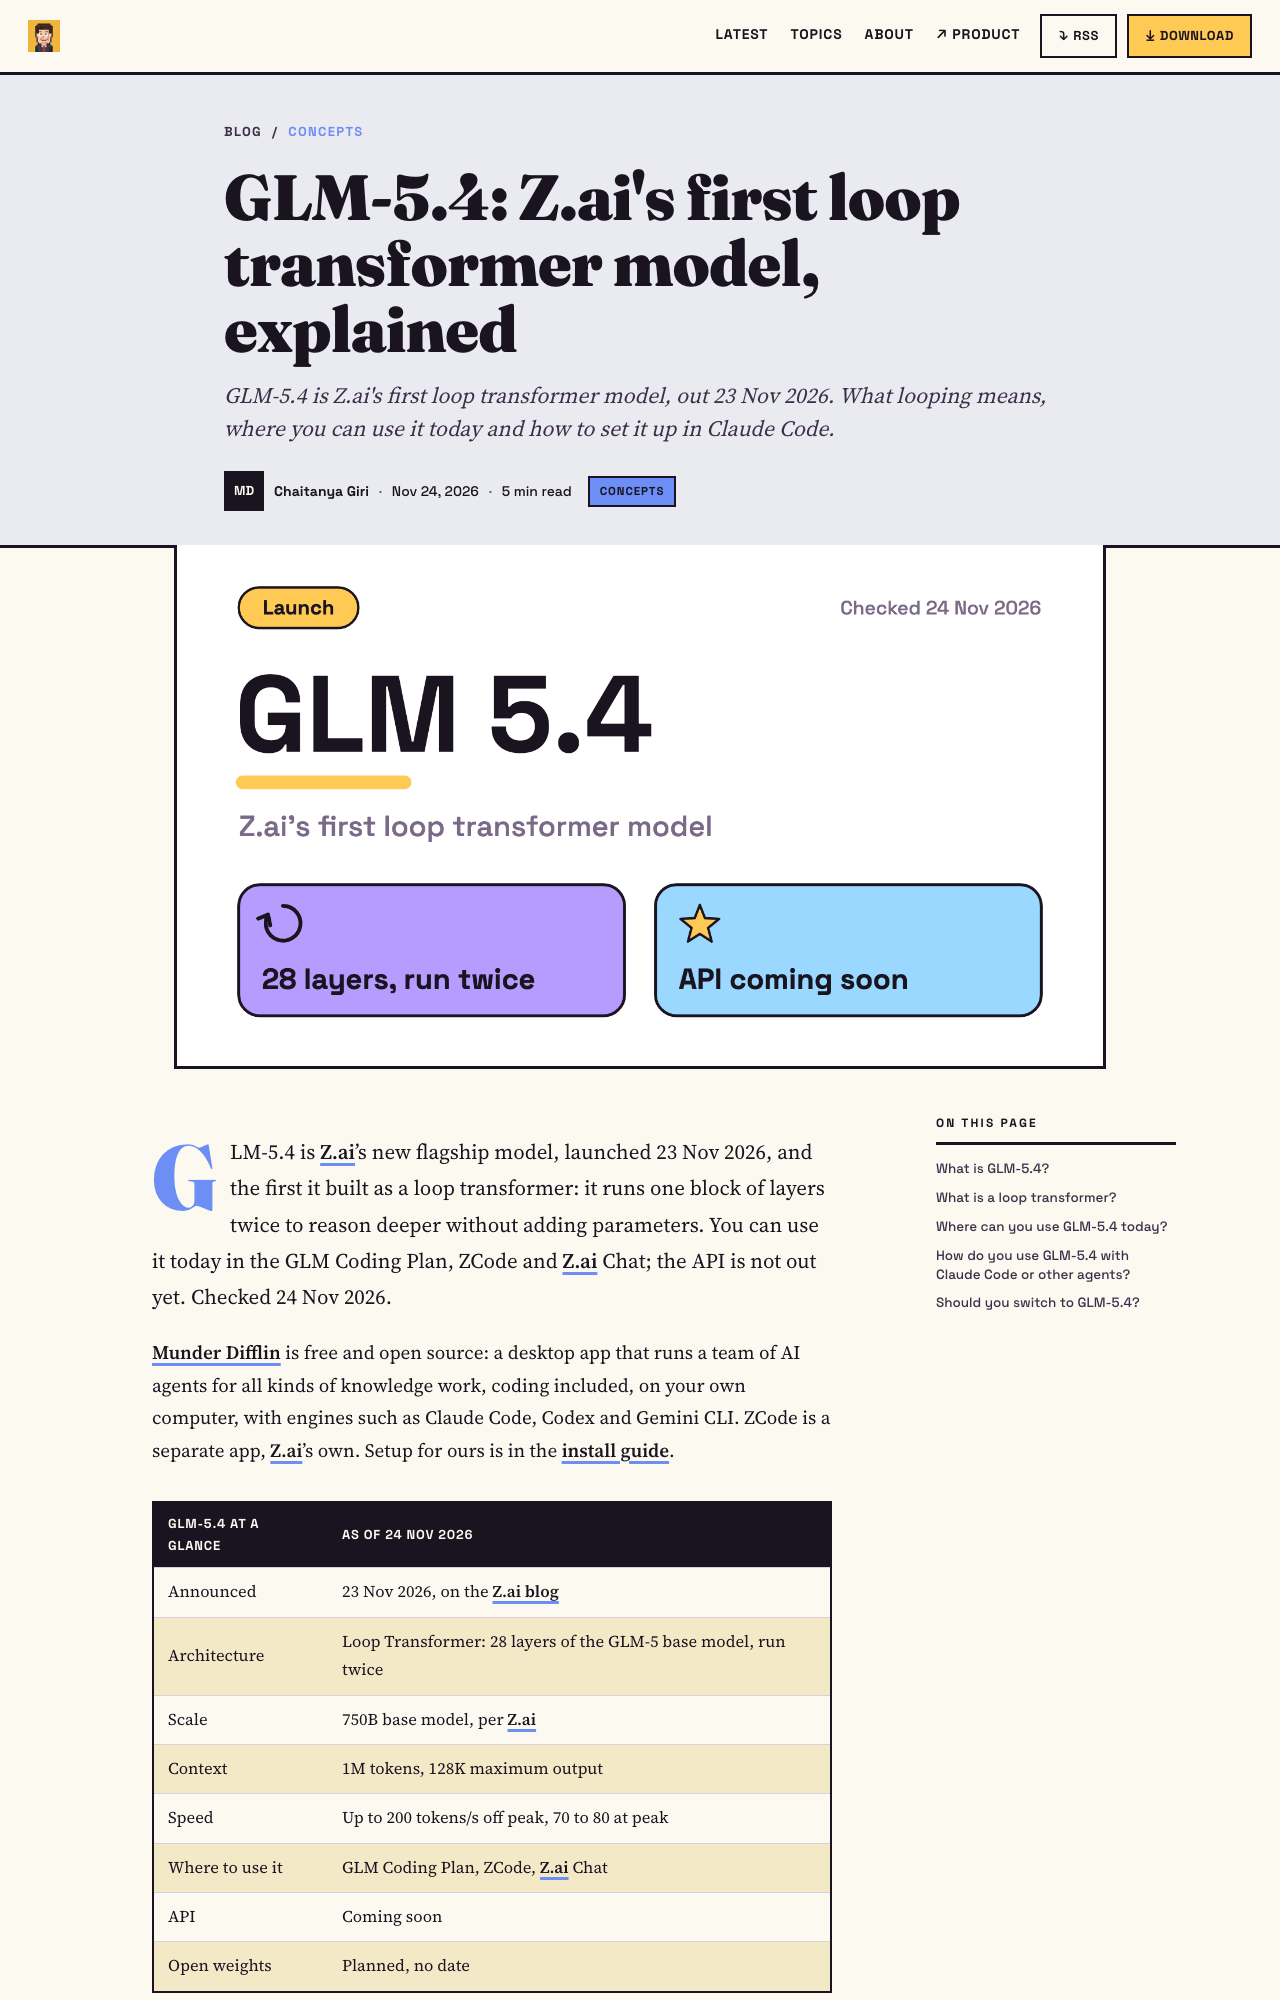 LATEST TOPICS ABOUT ↗ PRODUCT ⤵ RSS ⤓ DOWNLOAD
BLOG / CONCEPTS
GLM-5.4: Z.ai's first loop
transformer model,
explained
GLM-5.4 is Z.ai's first loop transformer model, out 23 Nov 2026. What looping means,
where you can use it today and how to set it up in Claude Code.
MD Chaitanya Giri · Nov 24, 2026 · 5 min read CONCEPTS
Launch
Checked 24 Nov 2026
GLM 5.4
Z.ai’s first loop transformer model
28 layers, run twice
API coming soon
GLM-5.4 is Z.ai’s new flagship model, launched 23 Nov 2026, and
the first it built as a loop transformer: it runs one block of layers
twice to reason deeper without adding parameters. You can use
it today in the GLM Coding Plan, ZCode and Z.ai Chat; the API is not out
yet. Checked 24 Nov 2026.
Munder Difflin is free and open source: a desktop app that runs a team of AI
agents for all kinds of knowledge work, coding included, on your own
computer, with engines such as Claude Code, Codex and Gemini CLI. ZCode is a
separate app, Z.ai’s own. Setup for ours is in the install guide.
GLM-5.4 AT A
GLANCE
AS OF 24 NOV 2026
Announced
23 Nov 2026, on the Z.ai blog
Architecture
Loop Transformer: 28 layers of the GLM-5 base model, run
twice
Scale
750B base model, per Z.ai
Context
1M tokens, 128K maximum output
Speed
Up to 200 tokens/s off peak, 70 to 80 at peak
Where to use it
GLM Coding Plan, ZCode, Z.ai Chat
API
Coming soon
Open weights
Planned, no date
ON THIS PAGE
What is GLM-5.4?
What is a loop transformer?
Where can you use GLM-5.4 today?
How do you use GLM-5.4 with
Claude Code or other agents?
Should you switch to GLM-5.4?